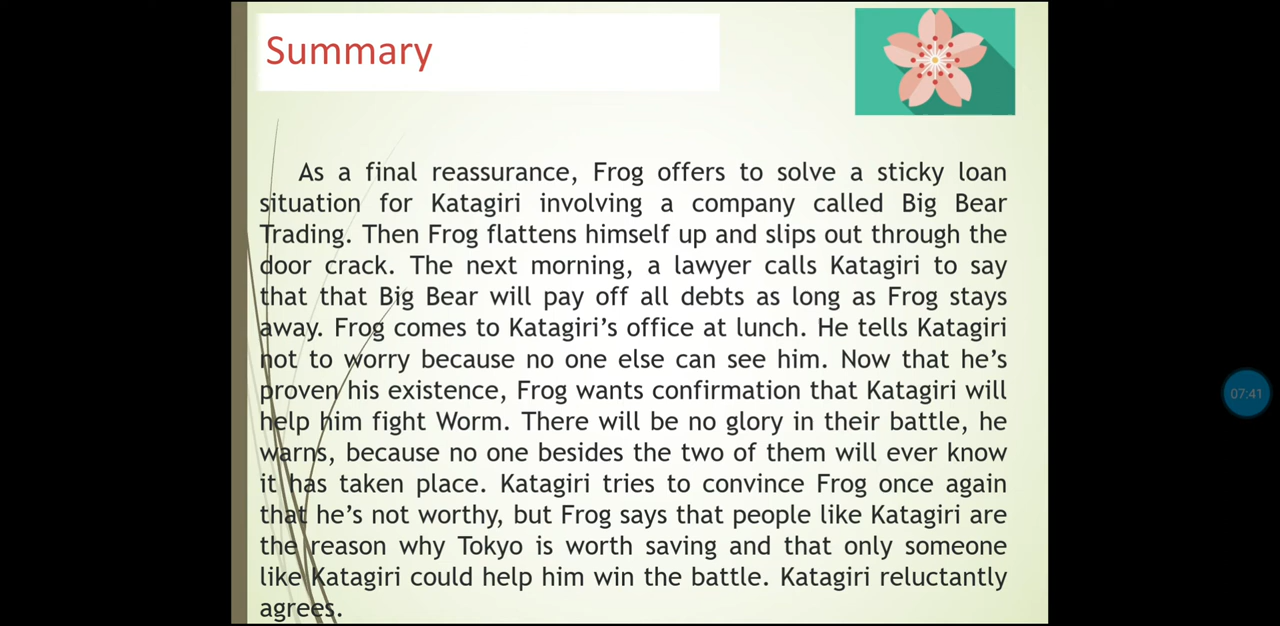 Summary
As a final reassurance, Frog offers to solve a sticky loan
situation for Katagiri involving a company called Big Bear
Trading. Then Frog flattens himself up and slips out through the
door crack. The next morning, a lawyer calls Katagiri to say
that that Big Bear will pay off all debts as long as Frog stays
away. Frog comes to Katagiri’s office at lunch. He tells Katagiri
not to worry because no one else can see him. Now that he’s
proven his existence, Frog wants confirmation that Katagiri will
help him fight Worm. There will be no glory in their battle, he
warns, because no one besides the two of them will ever know
it has taken place. Katagiri tries to convince Frog once again
that he’s not worthy, but Frog says that people like Katagiri are
the reason why Tokyo is worth saving and that only someone
like Katagiri could help him win the battle. Katagiri reluctantly
agrees.
07:41